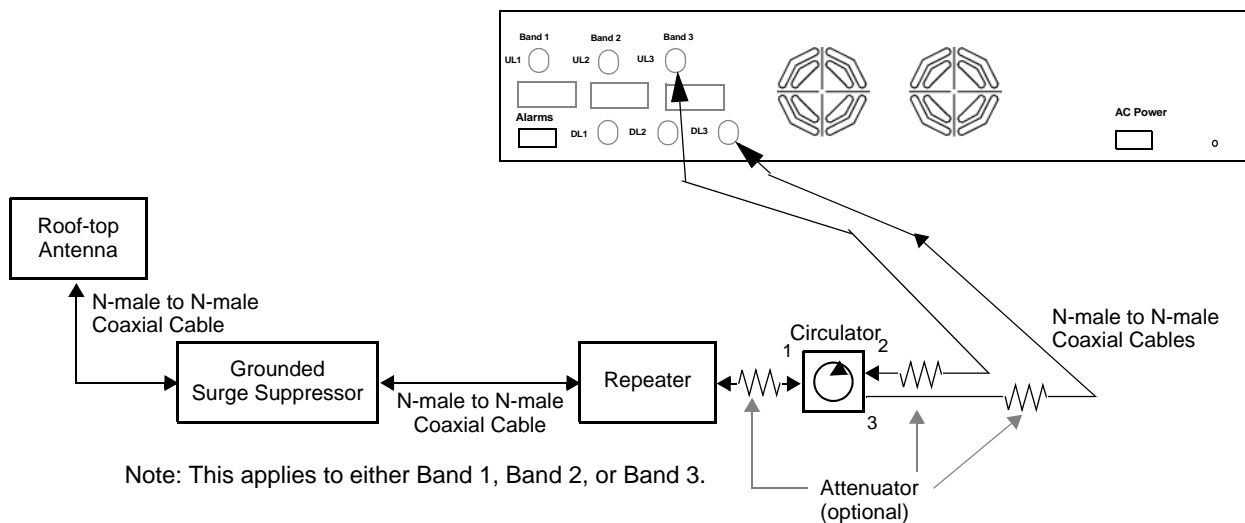 Band 1 Band 2 Band 3
UL1 UL2 UL3
Alarms
DL1 DL2 DL3
AC Power
o
Roof-top
Antenna
N-male to N-male
Coaxial Cable
Grounded
Surge Suppressor
N-male to N-male
Coaxial Cable
Repeater
Circulator
1 2
3
N-male to N-male
Coaxial Cables
Note: This applies to either Band 1, Band 2, or Band 3.
Attenuator
(optional)